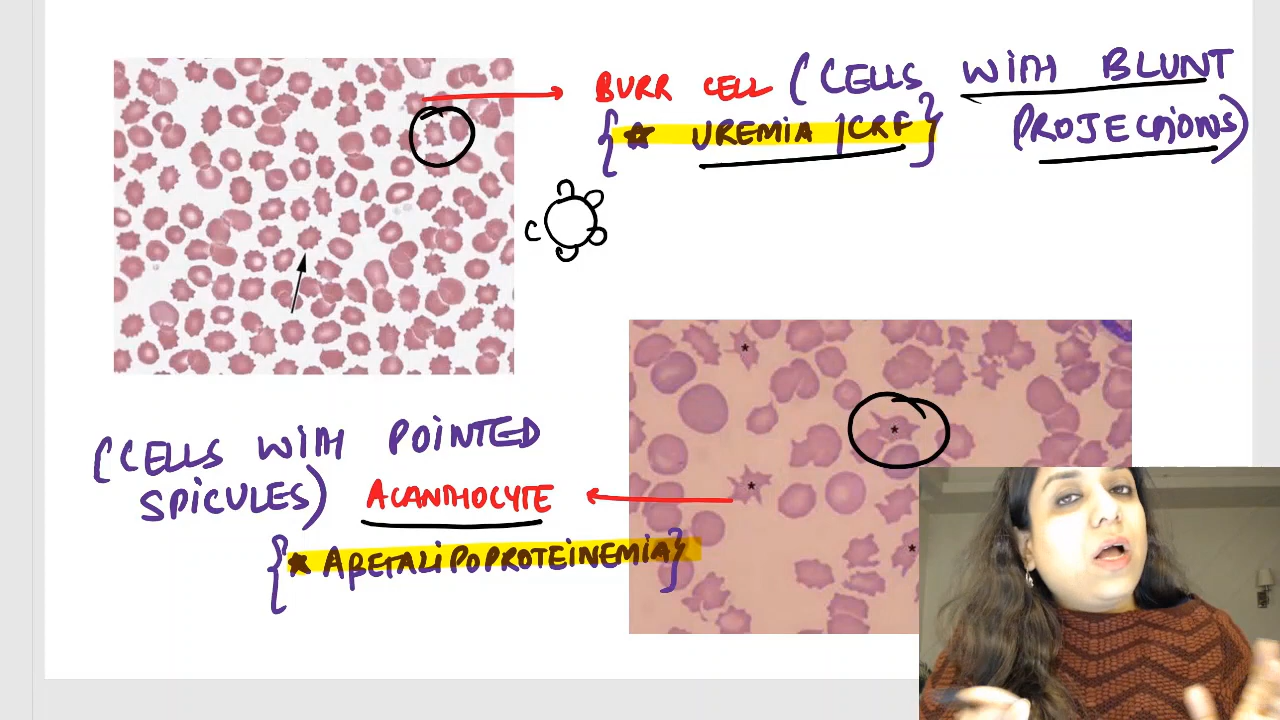 BURR CELL (CELLS WITH BLUNT
PROJECTIONS)
{* UREMIA / CRF}
(CELLS WITH POINTED
SPICULES) ACANTHOCYTE
{* ABETALIPOPROTEINEMIA}